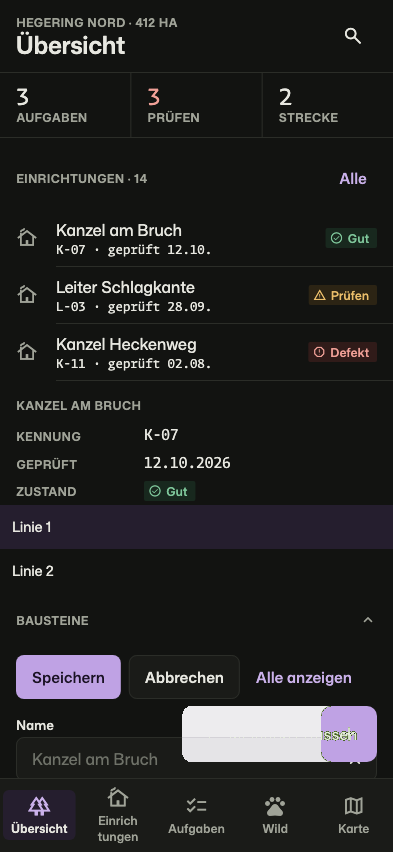 HEGERING NORD · 412 HA
Übersicht
3
AUFGABEN
3
PRÜFEN
2
STRECKE
EINRICHTUNGEN · 14
Alle
Kanzel am Bruch
K-07 · geprüft 12.10.
Gut
Leiter Schlagkante
L-03 · geprüft 28.09.
Prüfen
Kanzel Heckenweg
K-11 · geprüft 02.08.
Defekt
KANZEL AM BRUCH
KENNUNG
K-07
GEPRÜFT
12.10.2026
ZUSTAND
Gut
Linie 1
Linie 2
BAUSTEINE
Speichern
Abbrechen
Alle anzeigen
Name
Kanzel am Bruch
Übersicht
Einrich
tungen
Aufgaben
Wild
Karte